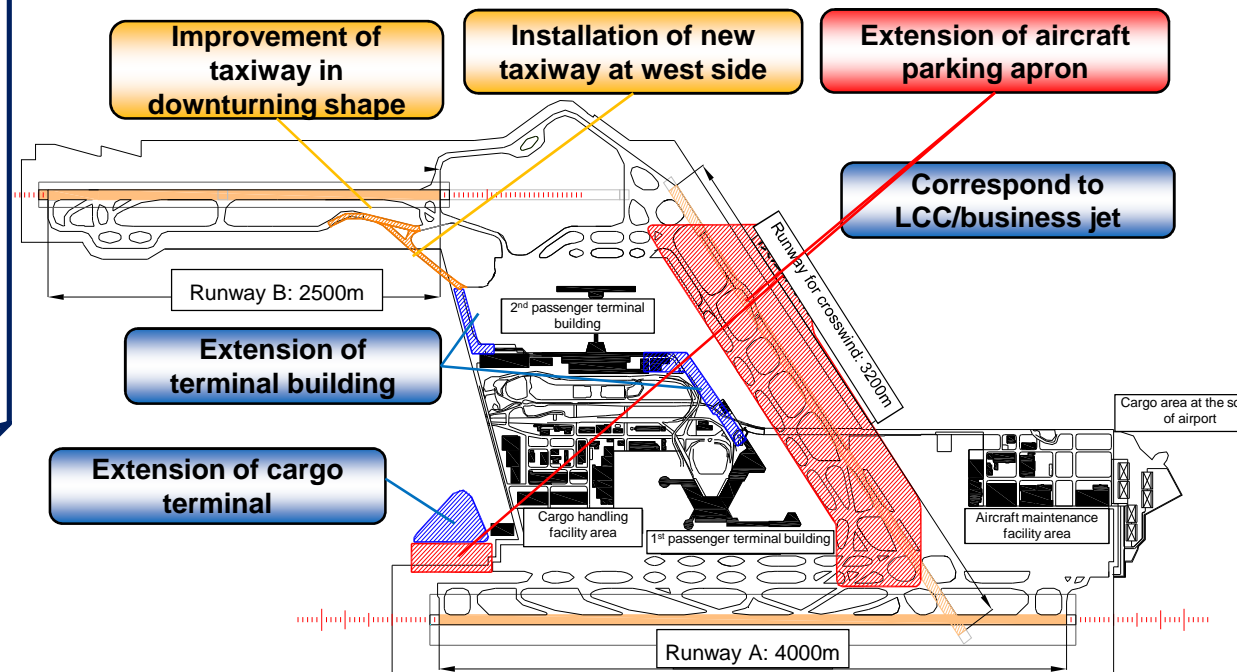 Improvement of
taxiway in
downturning shape
Installation of new
taxiway at west side
Extension of aircraft
parking apron
Correspond to
LCC/business jet
Runway for crosswind: 3200m
Runway B: 2500m
2nd passenger terminal
building
Extension of
terminal building
Cargo area at the so
of airport
Extension of cargo
terminal
Cargo handling
facility area
1st passenger terminal building
Aircraft maintenance
facility area
Runway A: 4000m